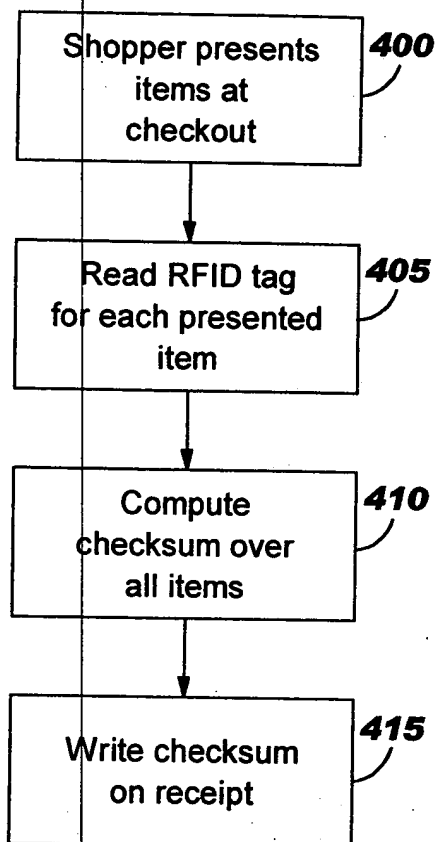 Shopper presents
items at
checkout
400
Read RFID tag
for each presented
item
405
Compute
checksum over
all items
410
Write checksum
on receipt
415